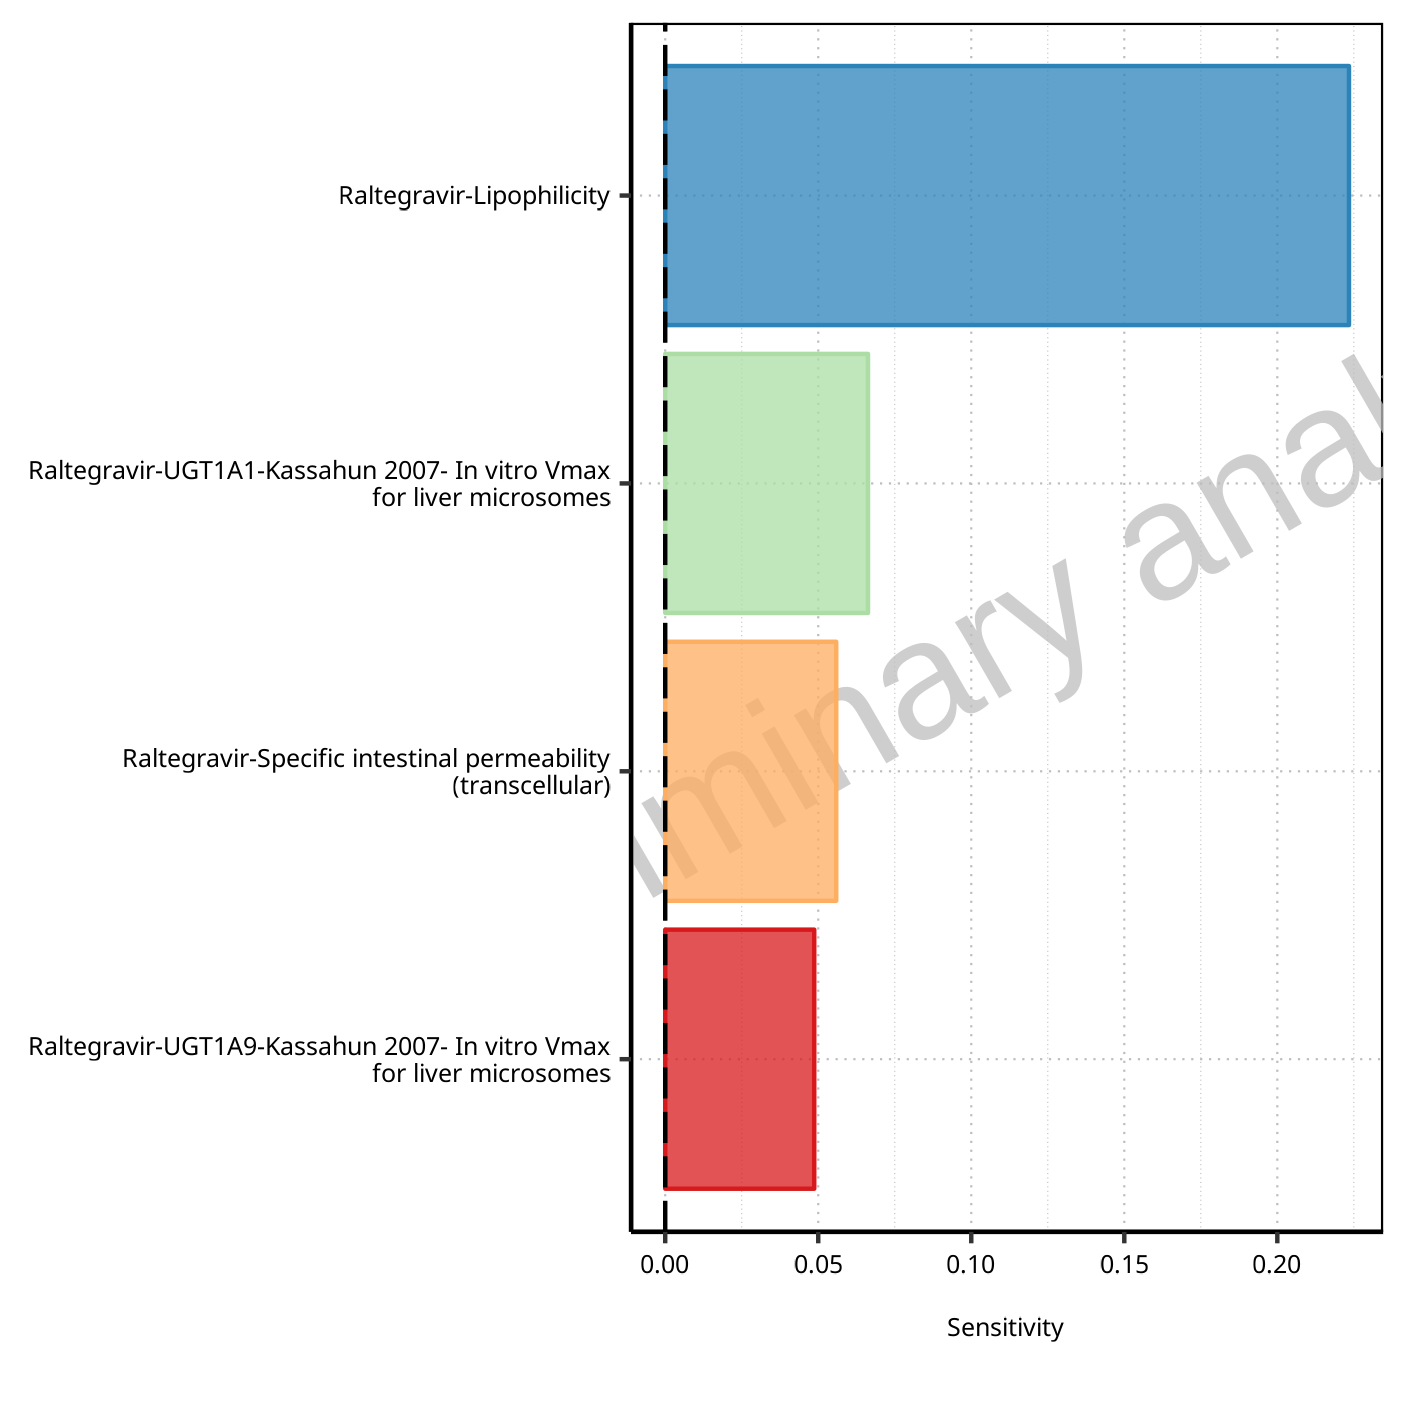 Raltegravir-Lipophilicity
Raltegravir-UGT1A1-Kassahun 2007- In vitro Vmax
for liver microsomes
Raltegravir-Specific intestinal permeability
(transcellular)
Raltegravir-UGT1A9-Kassahun 2007- In vitro Vmax
for liver microsomes
minary anal
0.00 0.05 0.10 0.15 0.20
Sensitivity